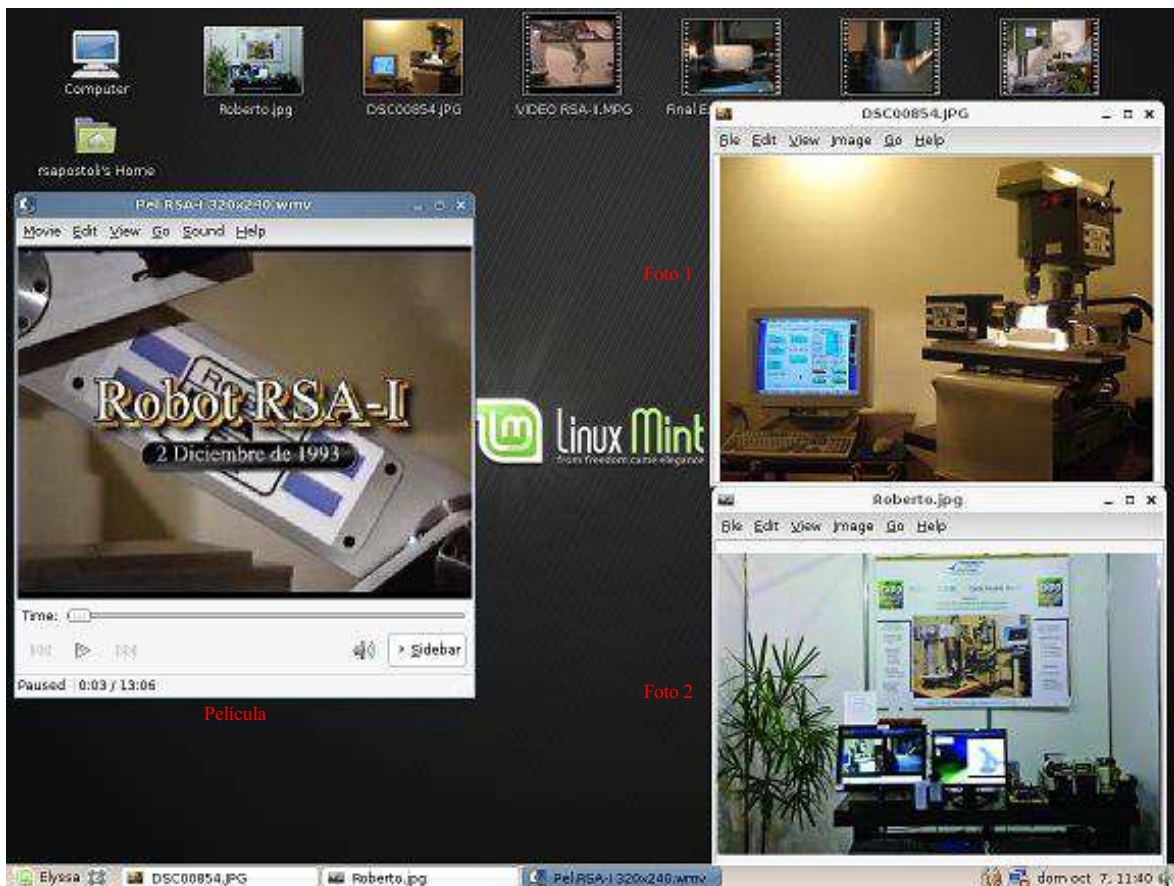 Computer
Roberto.jpg
DSC00854.JPG
VIDEO RSA-I.MPG
Final E
rsapostoli's Home
Pel RSA-I 320x240.wmv
Movie Edit View Go Sound Help
Robot RSA-I
2 Diciembre de 1993
Time:
Sidebar
Paused 0:03 / 13:06
Película
Linux Mint
from freedom came elegance
DSC00854.JPG
File Edit View Image Go Help
Foto 1
Roberto.jpg
File Edit View Image Go Help
Foto 2
Elyssa
DSC00854.JPG
Roberto.jpg
Pel RSA-I 320x240.wmv
dom oct 7, 11:40